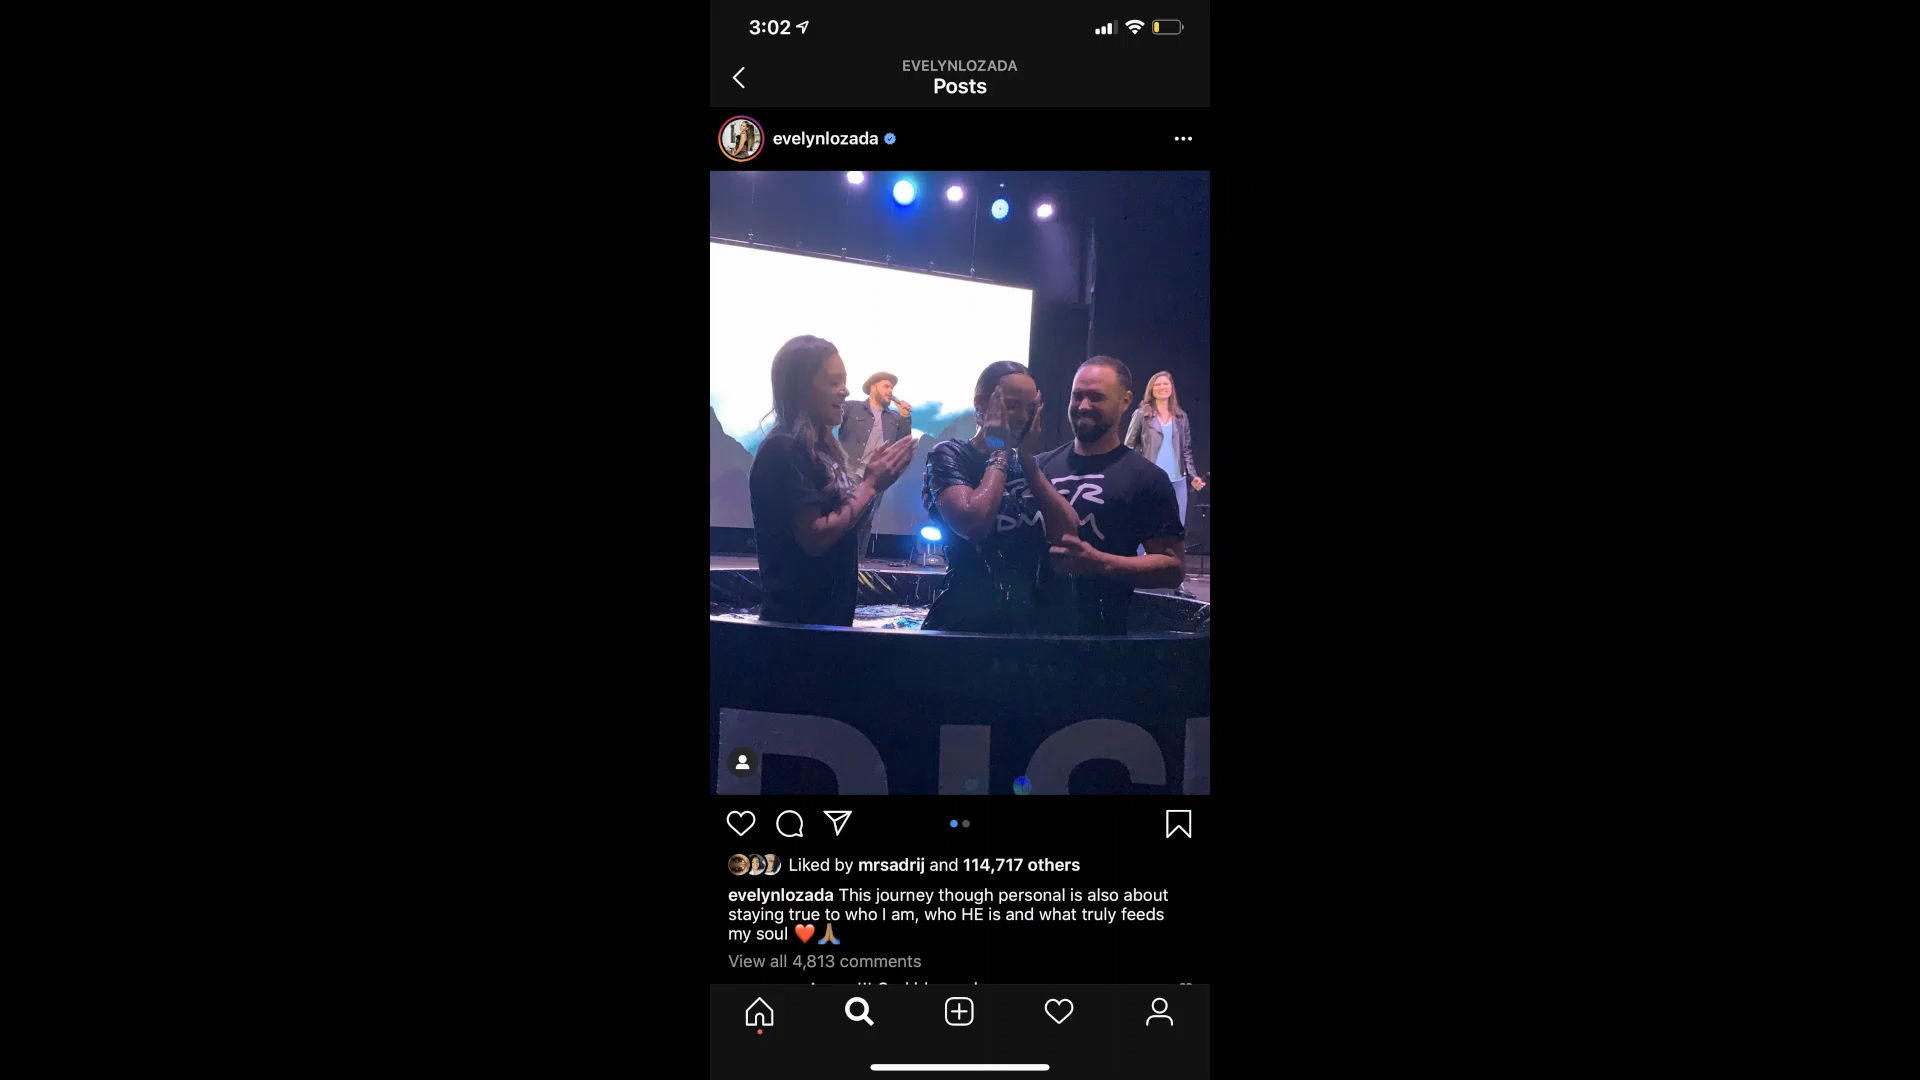 3:02
EVELYNLOZADA
Posts
evelynlozada
Liked by mrsadrij and 114,717 others
evelynlozada This journey though personal is also about
staying true to who I am, who HE is and what truly feeds
my soul ❤️🙏🏽
View all 4,813 comments